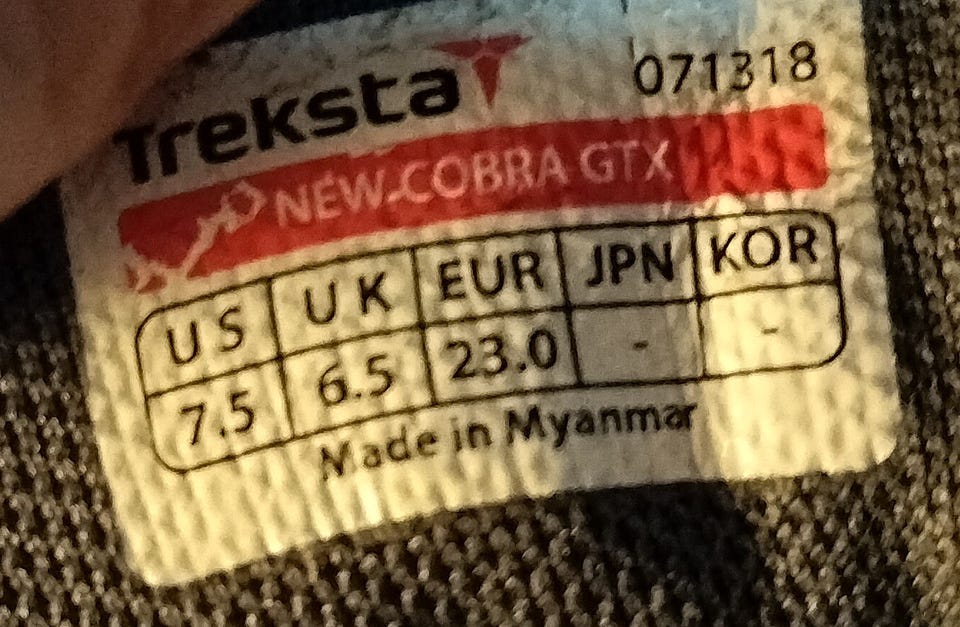 Treksta 071318
NEW-COBRA GTX
US UK EUR JPN KOR
7.5 6.5 23.0 - -
Made in Myanmar